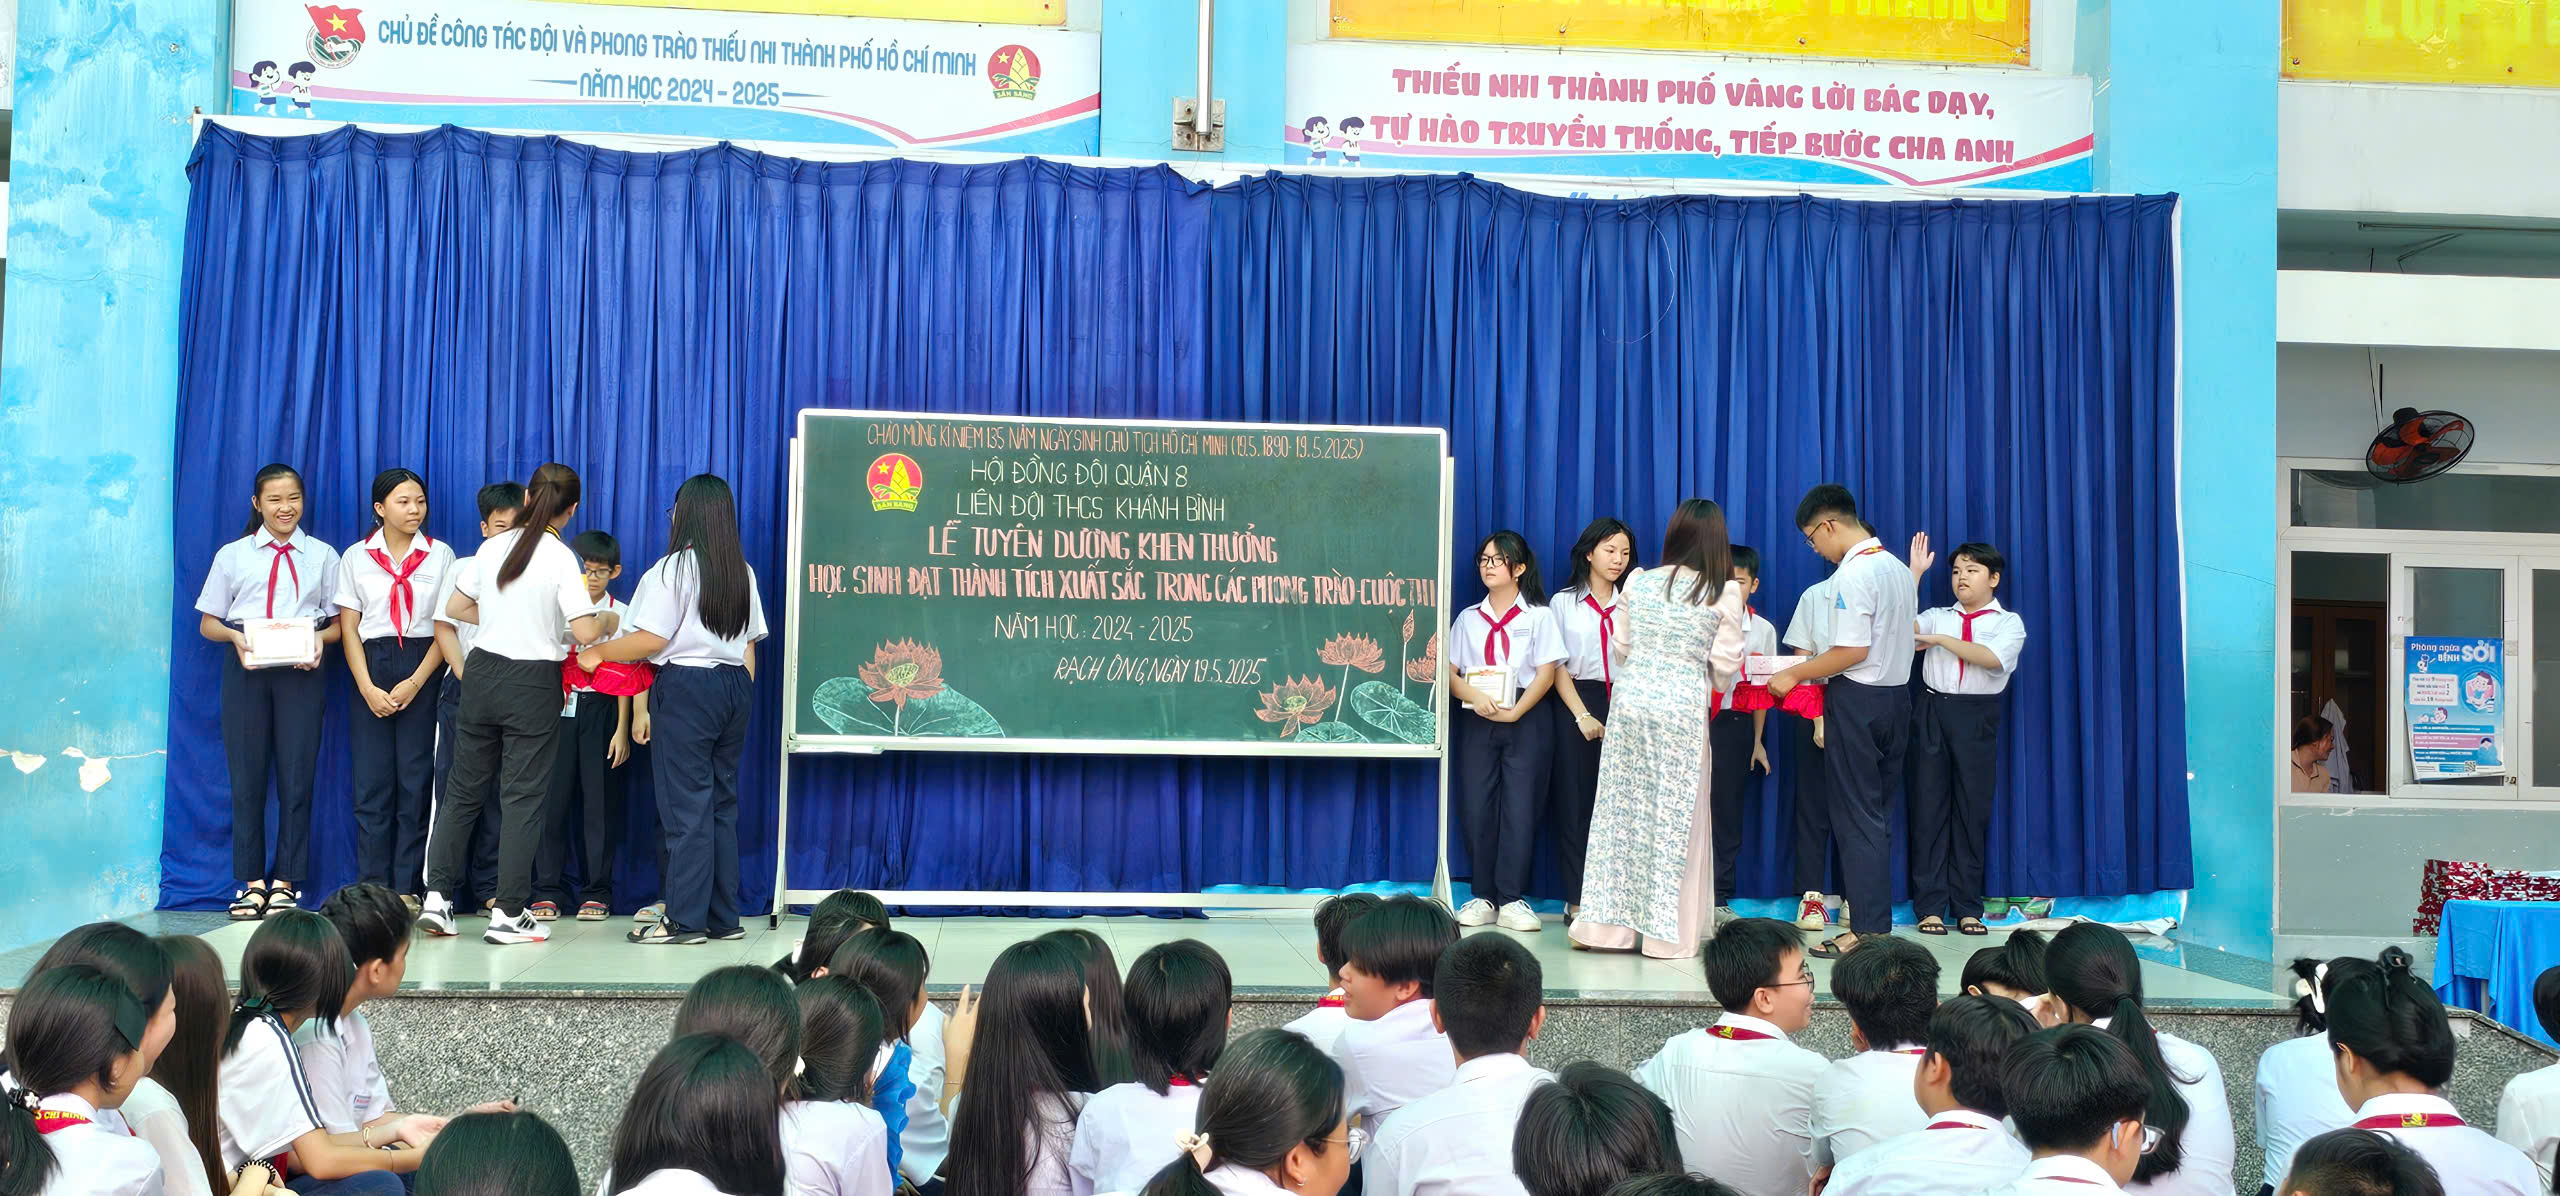 CHỦ ĐỀ CÔNG TÁC ĐỘI VÀ PHONG TRÀO THIẾU NHI THÀNH PHỐ HỒ CHÍ MINH
NĂM HỌC 2024 - 2025
SẴN SÀNG
THIẾU NHI THÀNH PHỐ VÂNG LỜI BÁC DẠY,
TỰ HÀO TRUYỀN THỐNG, TIẾP BƯỚC CHA ANH
CHÀO MỪNG KỈ NIỆM 135 NĂM NGÀY SINH CHỦ TỊCH HỒ CHÍ MINH (19.5.1890-19.5.2025)
HỘI ĐỒNG ĐỘI QUẬN 8
LIÊN ĐỘI THCS KHÁNH BÌNH
SẴN SÀNG
LỄ TUYÊN DƯƠNG KHEN THƯỞNG
HỌC SINH ĐẠT THÀNH TÍCH XUẤT SẮC TRONG CÁC PHONG TRÀO-CUỘC THI
NĂM HỌC: 2024 - 2025
RẠCH ÔNG, NGÀY 19.5.2025
Phòng ngừa
BỆNH SỞI